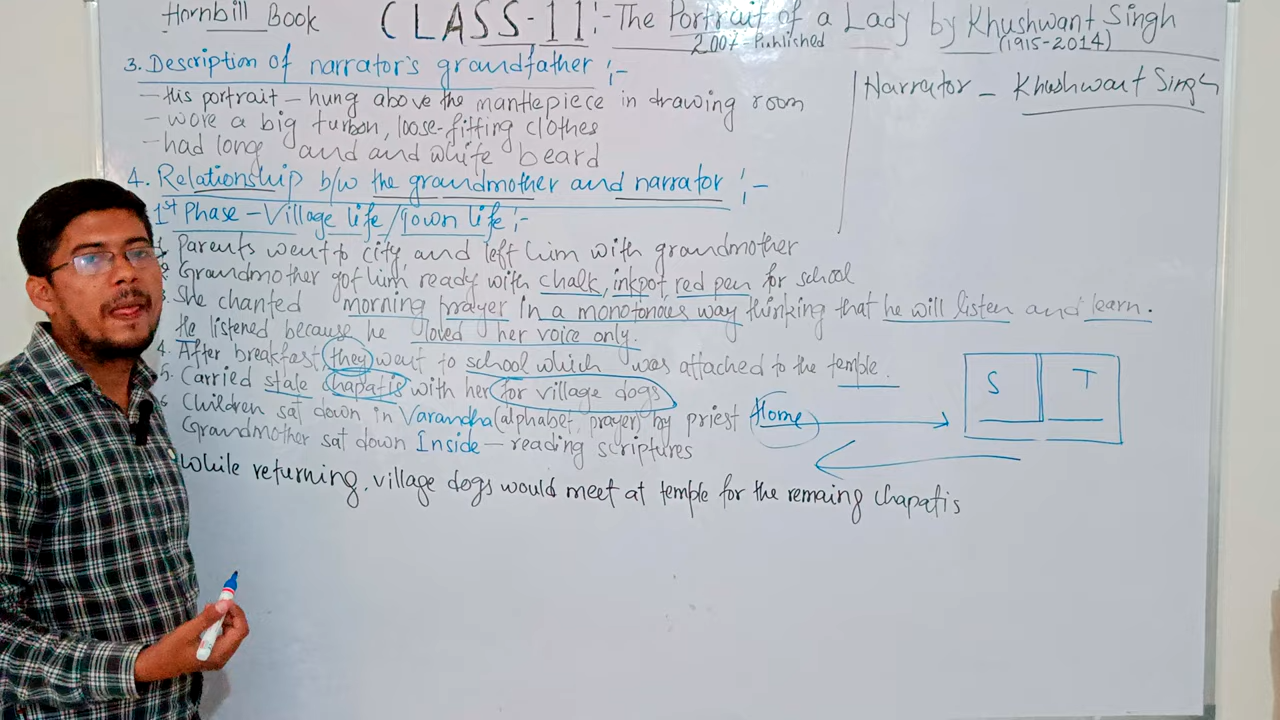 Hornbill Book CLASS-11:- The Portrait of a Lady by Khushwant Singh
2007- Published (1915-2014)
3. Description of narrator's grandfather :-
- His portrait - hung above the mantlepiece in drawing room
- wore a big turbon, loose-fitting clothes
- had long and and white beard
Narrator - Khushwant Singh
4. Relationship b/w the grandmother and narrator :-
1st Phase - Village life/gown life :-
Parents went to city and left him with grandmother
Grandmother got him ready with chalk, inkpot, red pen for school
3. She chanted morning prayer in a monotonous way thinking that he will listen and learn.
He listened because he loved her voice only.
4. After breakfast they went to school which was attached to the temple.
5. Carried stale chapatis with her for village dogs
6 Children sat down in Varandha (alphabet, prayer) by priest
Grandmother sat down Inside - reading scriptures
While returning, village dogs would meet at temple for the remaing chapatis
Home
S T